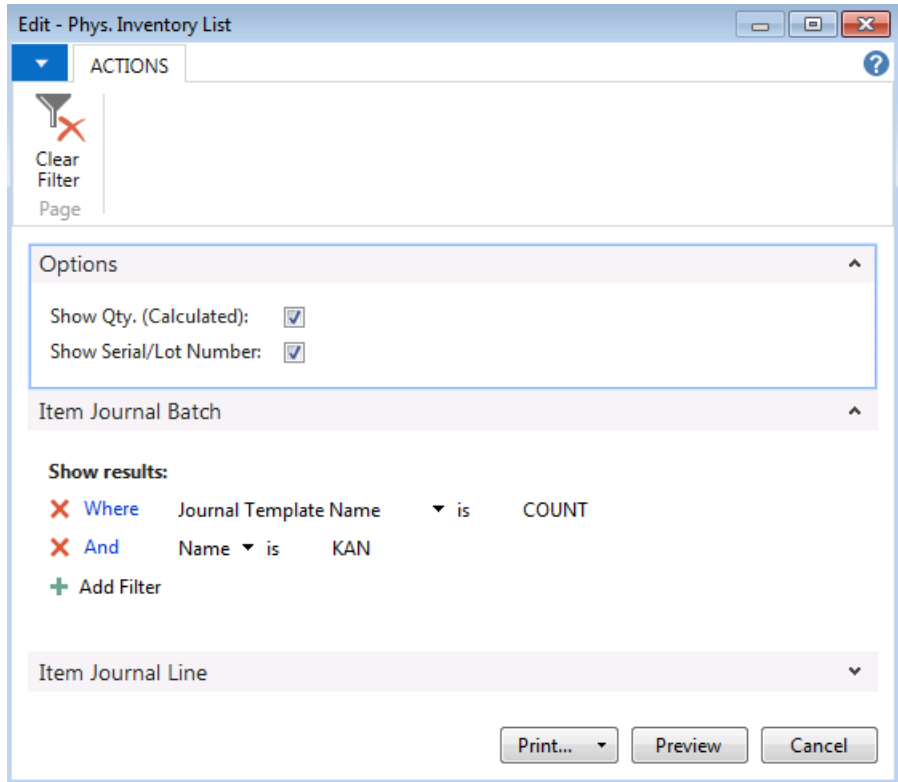 Edit - Phys. Inventory List
ACTIONS
Clear
Filter
Page
Options
Show Qty. (Calculated):
Show Serial/Lot Number:
Item Journal Batch
Show results:
Where Journal Template Name is COUNT
And Name is KAN
Add Filter
Item Journal Line
Print... Preview Cancel